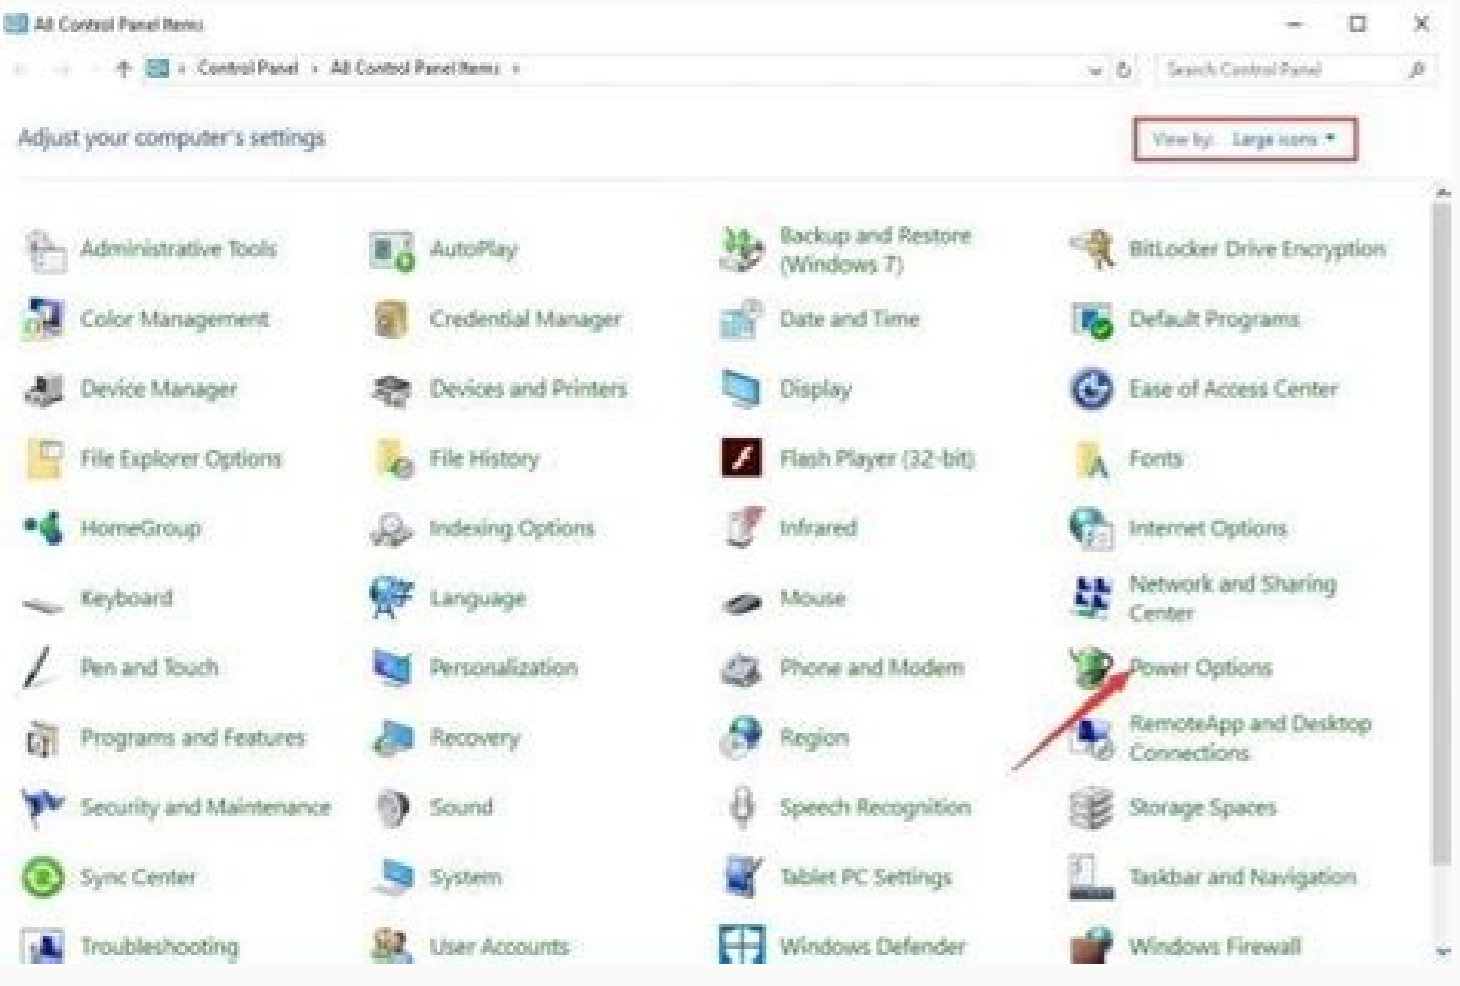 All Control Panel Items
Control Panel › All Control Panel Items ›
Search Control Panel
Adjust your computer's settings
View by: Large icons
Administrative Tools
AutoPlay
Backup and Restore
(Windows 7)
BitLocker Drive Encryption
Color Management
Credential Manager
Date and Time
Default Programs
Device Manager
Devices and Printers
Display
Ease of Access Center
File Explorer Options
File History
Flash Player (32-bit)
Fonts
HomeGroup
Indexing Options
Infrared
Internet Options
Keyboard
Language
Mouse
Network and Sharing
Center
Pen and Touch
Personalization
Phone and Modem
Power Options
Programs and Features
Recovery
Region
RemoteApp and Desktop
Connections
Security and Maintenance
Sound
Speech Recognition
Storage Spaces
Sync Center
System
Tablet PC Settings
Taskbar and Navigation
Troubleshooting
User Accounts
Windows Defender
Windows Firewall